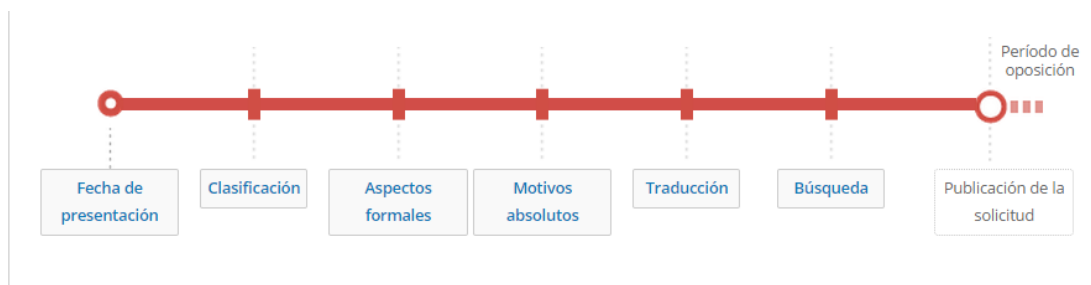 Período de
oposición
Fecha de
presentación
Clasificación
Aspectos
formales
Motivos
absolutos
Traducción
Búsqueda
Publicación de la
solicitud